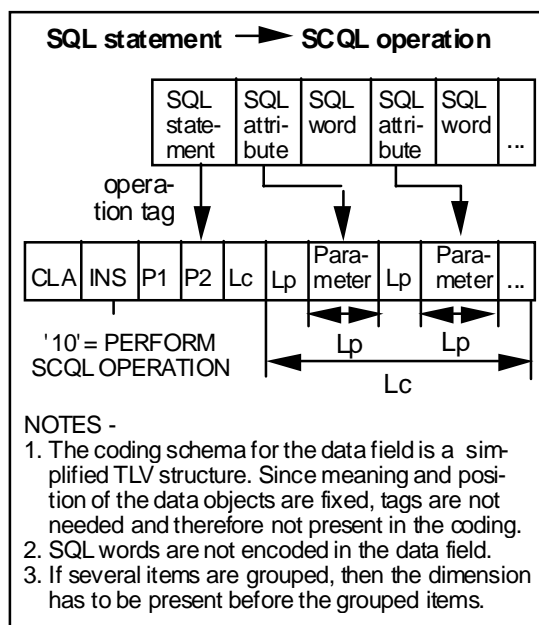 SQL statement SCQL operation
SQL SQL SQL SQL SQL
state- attri- word attri- word
ment bute bute ...
opera-
tion tag
CLA INS P1 P2 Lc Lp Para- Lp Para- ...
meter meter
'10' = PERFORM
SCQL OPERATION
Lp Lp
Lc
NOTES -
1. The coding schema for the data field is a sim-
plified TLV structure. Since meaning and posi-
tion of the data objects are fixed, tags are not
needed and therefore not present in the coding.
2. SQL words are not encoded in the data field.
3. If several items are grouped, then the dimension
has to be present before the grouped items.